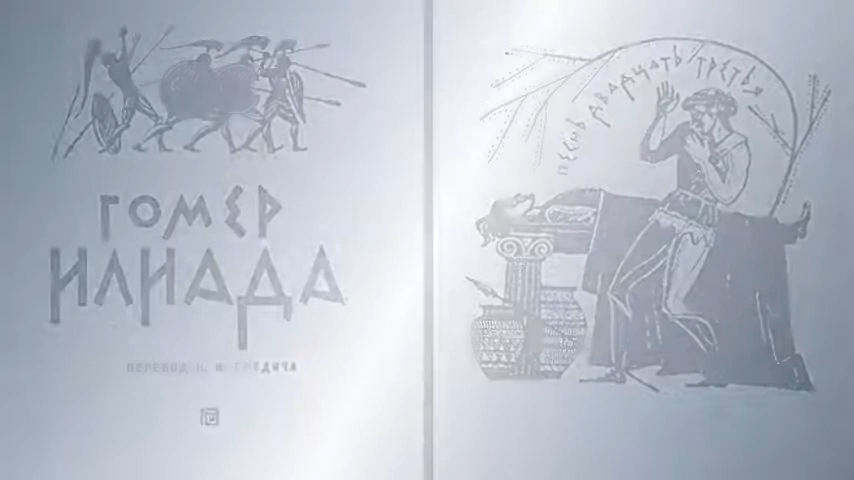 ГОМЕР
ИЛИАДА
ПЕРЕВОД Н. И. ГНЕДИЧА
ПЕСНЬ ДВАДЦАТЬ ТРЕТЬЯ